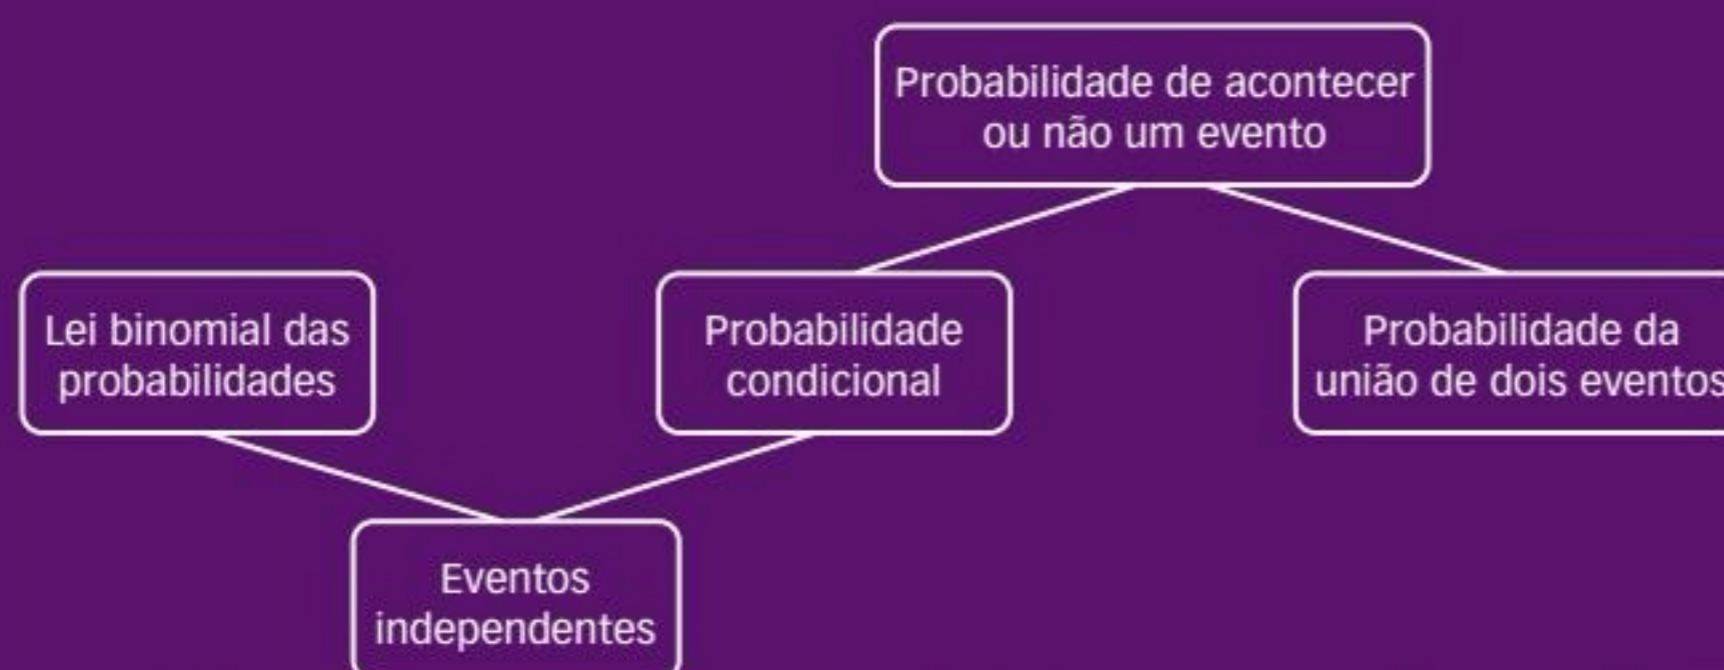 Probabilidade de acontecer
ou não um evento
Lei binomial das
probabilidades
Probabilidade
condicional
Probabilidade da
união de dois eventos
Eventos
independentes